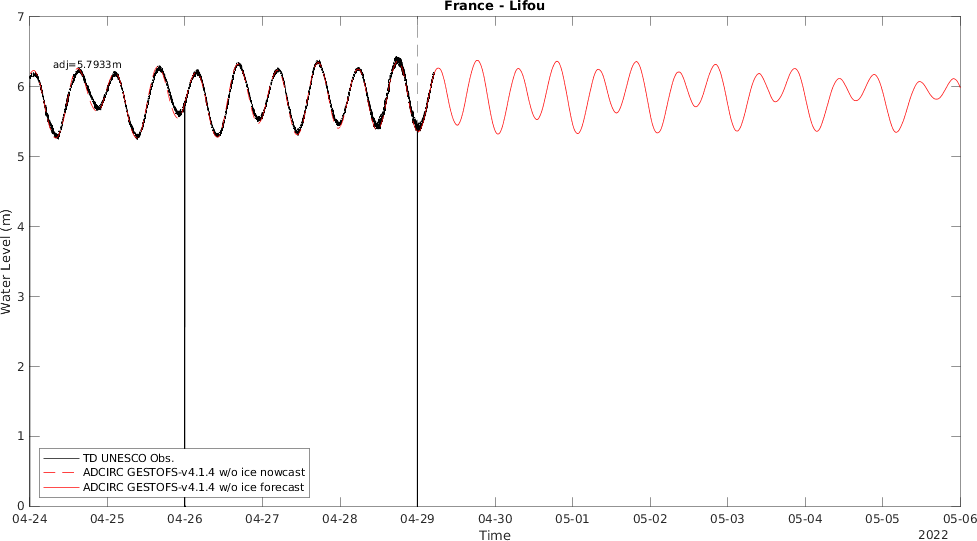 France - Lifou
7
6
5
4
3
2
1
0
Water Level (m)
adj=5.7933m
TD UNESCO Obs.
ADCIRC GESTOFS-v4.1.4 w/o ice nowcast
ADCIRC GESTOFS-v4.1.4 w/o ice forecast
04-24 04-25 04-26 04-27 04-28 04-29 04-30 05-01 05-02 05-03 05-04 05-05 05-06
Time
2022